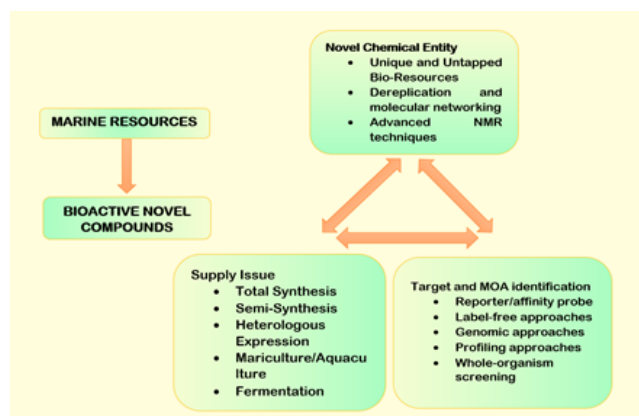 MARINE RESOURCES
BIOACTIVE NOVEL
COMPOUNDS
Novel Chemical Entity
• Unique and Untapped
Bio-Resources
• Dereplication and
molecular networking
• Advanced NMR
techniques
Supply Issue
• Total Synthesis
• Semi-Synthesis
• Heterologous
Expression
• Mariculture/Aquacu
lture
• Fermentation
Target and MOA identification
• Reporter/affinity probe
• Label-free approaches
• Genomic approaches
• Profiling approaches
• Whole-organism
screening